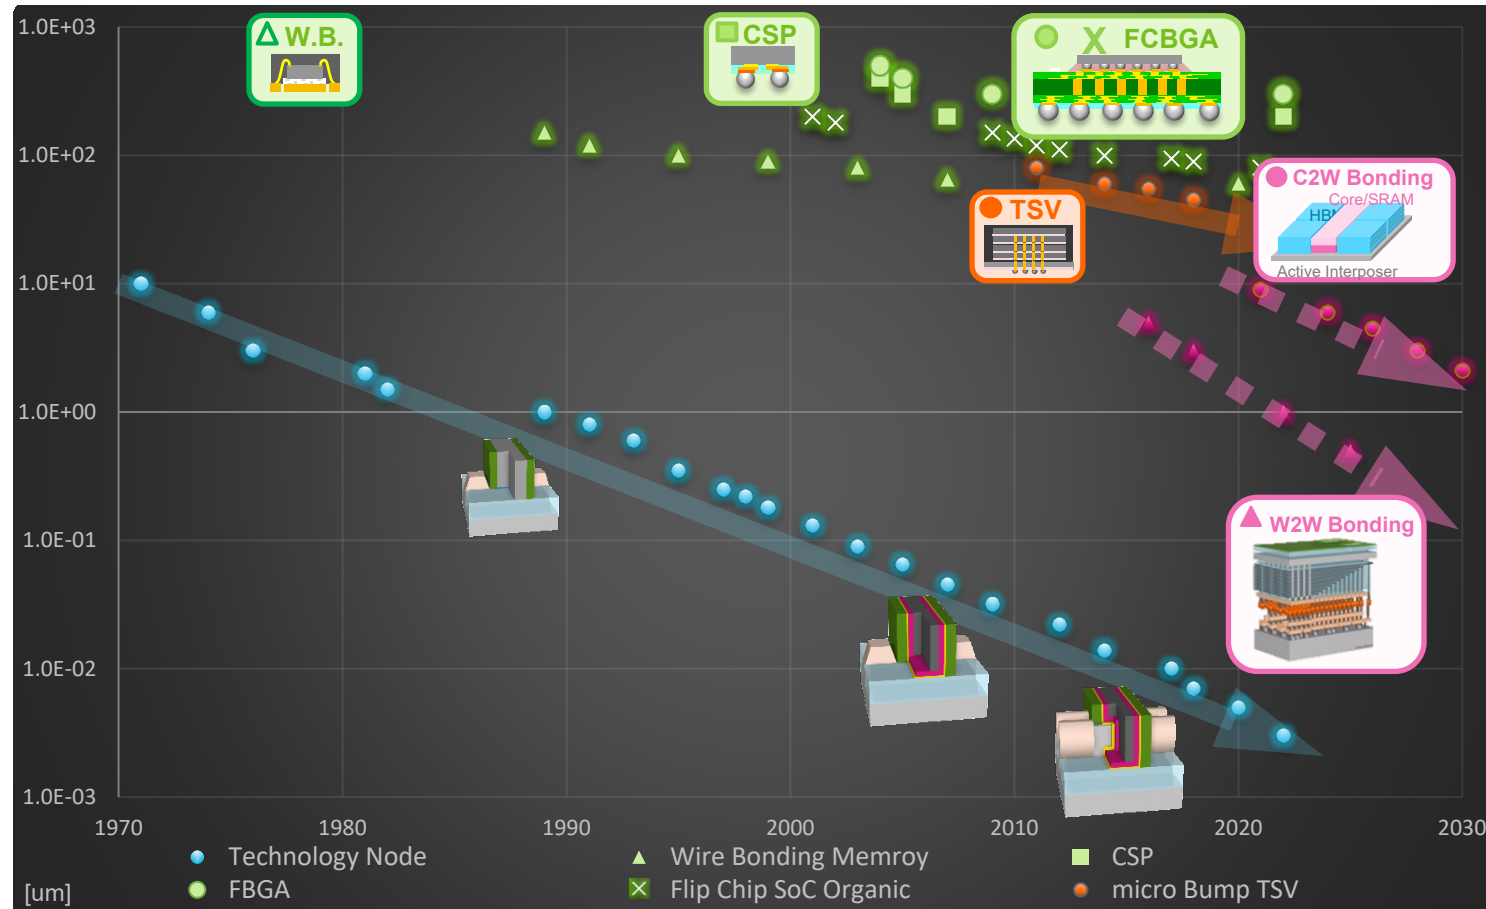 1.0E+03
1.0E+02
1.0E+01
1.0E+00
1.0E-01
1.0E-02
1.0E-03
W.B.
CSP
X FCBGA
TSV
C2W Bonding
Core/SRAM
HBM
Active Interposer
W2W Bonding
1970 1980 1990 2000 2010 2020 2030
Technology Node
Wire Bonding Memroy
CSP
FBGA
Flip Chip SoC Organic
micro Bump TSV
[um]